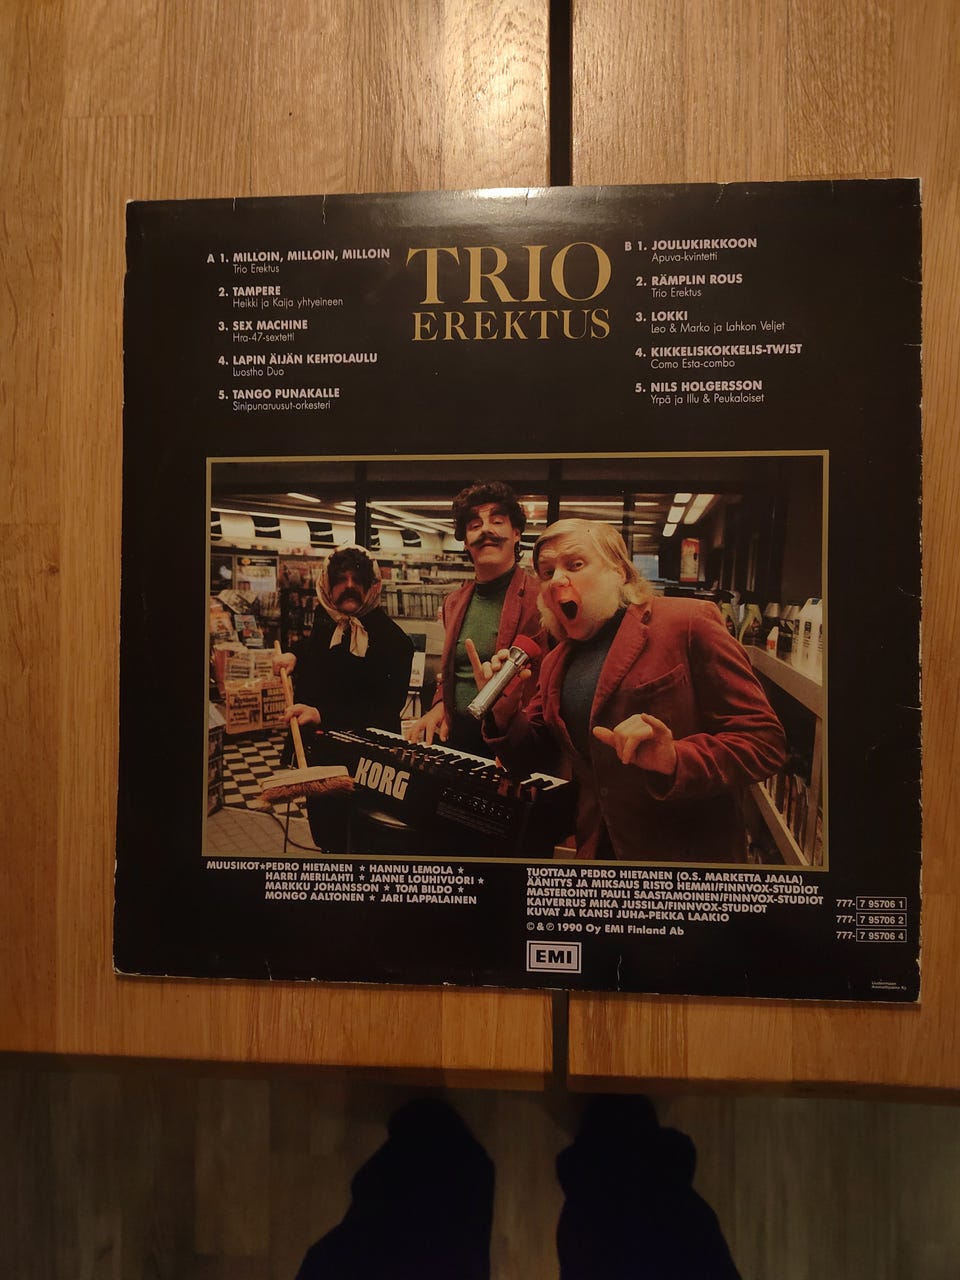 TRIO
EREKTUS
A 1. MILLOIN, MILLOIN, MILLOIN
Trio Erektus
2. TAMPERE
Heikki ja Kaija yhtyeineen
3. SEX MACHINE
Hra-47-sextetti
4. LAPIN ÄIJÄN KEHTOLAULU
Luostho Duo
5. TANGO PUNAKALLE
Sinipunaruusut-orkesteri
B 1. JOULUKIRKKOON
Apuva-kvintetti
2. RÄMPLIN ROUS
Trio Erektus
3. LOKKI
Leo & Marko ja Lahkon Veljet
4. KIKKELISKOKKELIS-TWIST
Como Esta-combo
5. NILS HOLGERSSON
Yrpä ja Illu & Peukaloiset
KORG
MUUSIKOT★PEDRO HIETANEN ★ HANNU LEMOLA ★
HARRI MERILAHTI ★ JANNE LOUHIVUORI ★
MARKKU JOHANSSON ★ TOM BILDO ★
MONGO AALTONEN ★ JARI LAPPALAINEN
TUOTTAJA PEDRO HIETANEN (O.S. MARKETTA JAALA)
ÄÄNITYS JA MIKSAUS RISTO HEMMI/FINNVOX-STUDIOT
MASTEROINTI PAULI SAASTAMOINEN/FINNVOX-STUDIOT
KAIVERRUS MIKA JUSSILA/FINNVOX-STUDIOT
KUVAT JA KANSI JUHA-PEKKA LAAKIO
© & ℗ 1990 Oy EMI Finland Ab
EMI
777- 7 95706 1
777- 7 95706 2
777- 7 95706 4